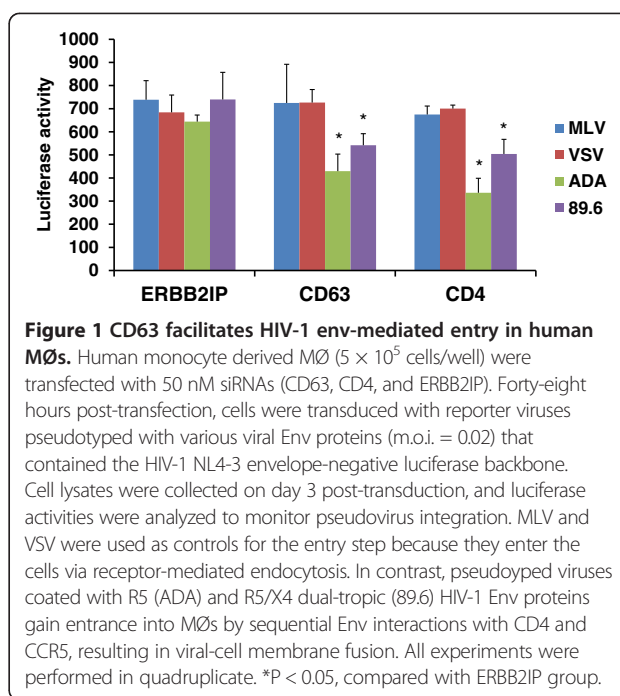 1000
900
800
700
600
500
400
300
200
100
0
Luciferase activity
* *
* *
MLV
VSV
ADA
89.6
ERBB2IP CD63 CD4
Figure 1 CD63 facilitates HIV-1 env-mediated entry in human
MØs. Human monocyte derived MØ (5 × 10⁵ cells/well) were
transfected with 50 nM siRNAs (CD63, CD4, and ERBB2IP). Forty-eight
hours post-transfection, cells were transduced with reporter viruses
pseudotyped with various viral Env proteins (m.o.i. = 0.02) that
contained the HIV-1 NL4-3 envelope-negative luciferase backbone.
Cell lysates were collected on day 3 post-transduction, and luciferase
activities were analyzed to monitor pseudovirus integration. MLV and
VSV were used as controls for the entry step because they enter the
cells via receptor-mediated endocytosis. In contrast, pseudoyped viruses
coated with R5 (ADA) and R5/X4 dual-tropic (89.6) HIV-1 Env proteins
gain entrance into MØs by sequential Env interactions with CD4 and
CCR5, resulting in viral-cell membrane fusion. All experiments were
performed in quadruplicate. *P < 0.05, compared with ERBB2IP group.